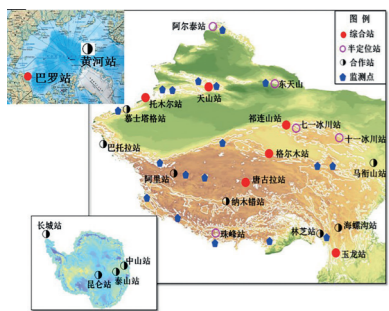 黄河站
巴罗站
阿尔泰站
图 例
综合站
半定位站
合作站
监测点
东天山
天山站
托木尔站
慕士塔格站
祁连山站
七一冰川站
十一冰川站
巴托拉站
格尔木站
马衔山站
阿里站
唐古拉站
纳木错站
珠峰站
林芝站
海螺沟站
玉龙站
长城站
中山站
泰山站
昆仑站